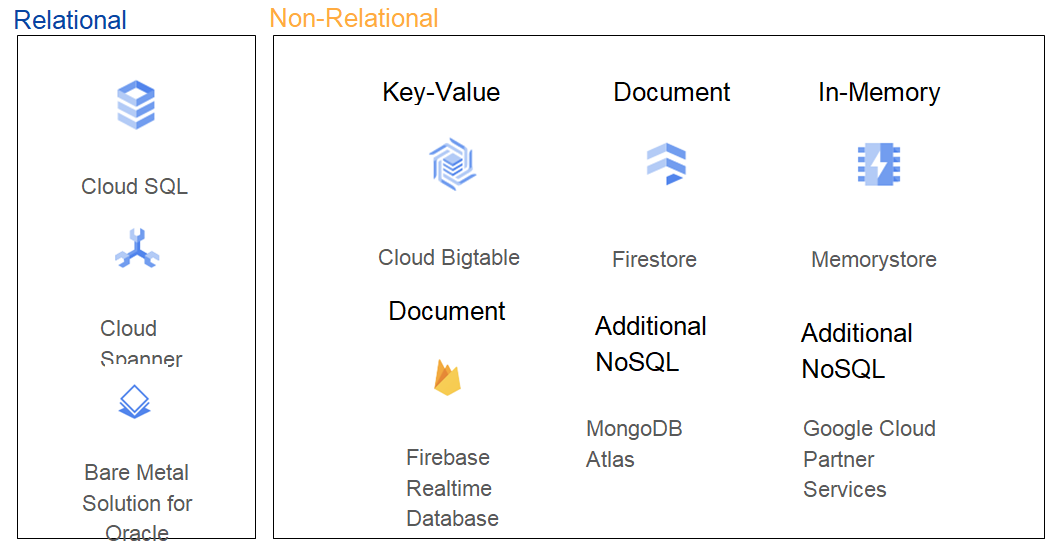 Relational
Non-Relational
Cloud SQL
Cloud
Spanner
Bare Metal
Solution for
Oracle
Key-Value
Document
In-Memory
Cloud Bigtable
Firestore
Memorystore
Document
Additional
NoSQL
Additional
NoSQL
Firebase
Realtime
Database
MongoDB
Atlas
Google Cloud
Partner
Services